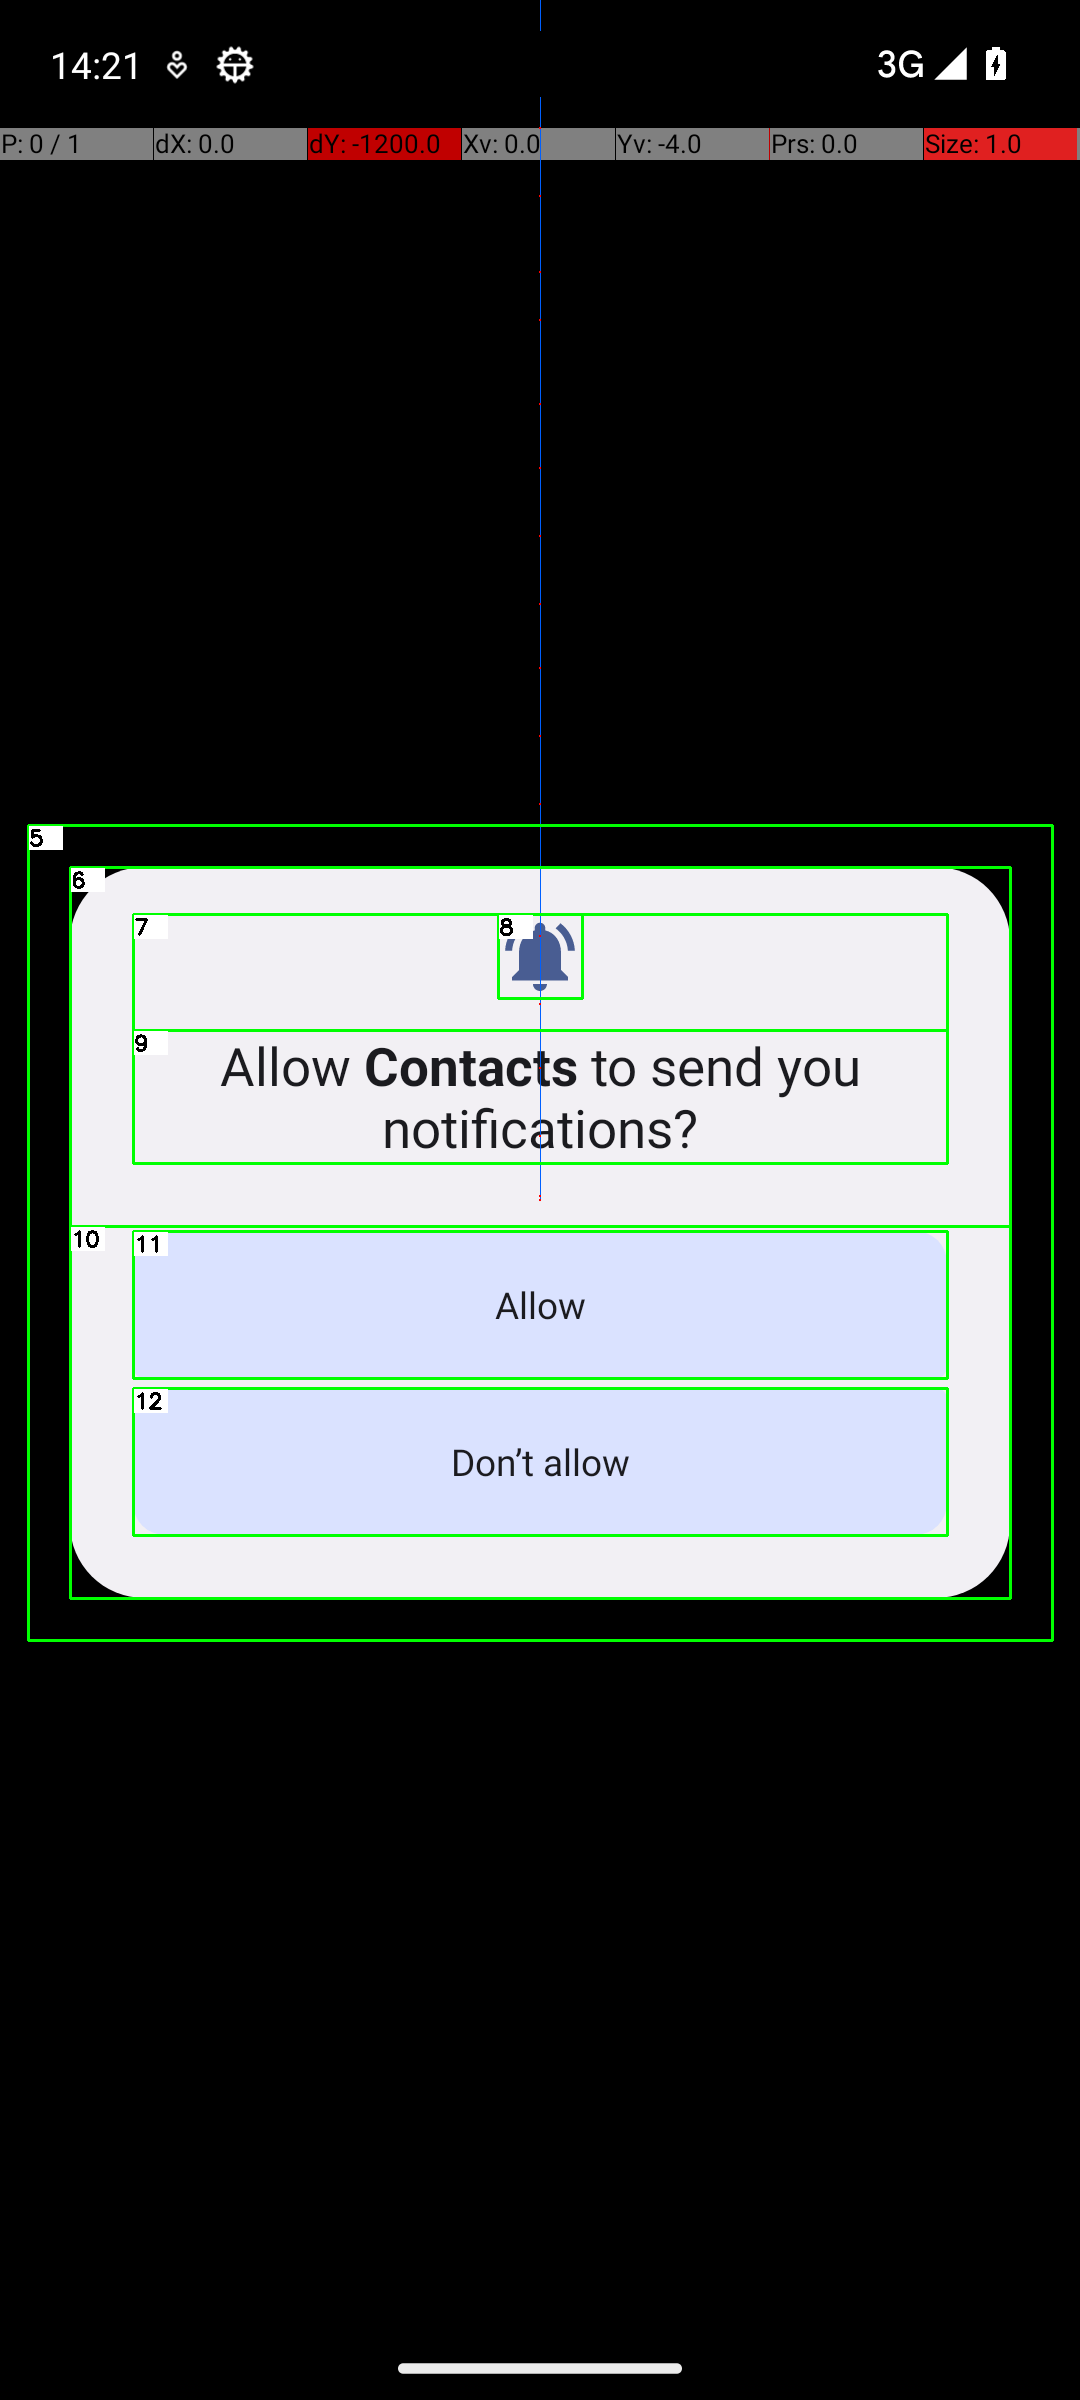 14:21
3G
P: 0 / 1 dX: 0.0 dY: -1200.0 Xv: 0.0 Yv: -4.0 Prs: 0.0 Size: 1.0
5
6
7
8
9
Allow Contacts to send you
notifications?
10
11
Allow
12
Don’t allow